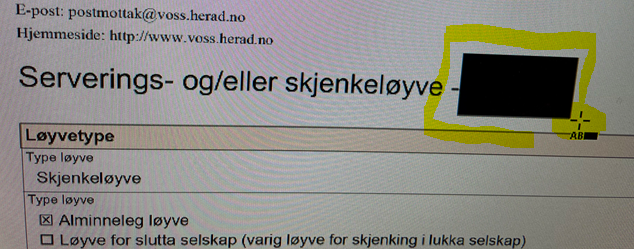 E-post: postmottak@voss.herad.no
Hjemmeside: http://www.voss.herad.no
Serverings- og/eller skjenkeløyve -
AB
Løyvetype
Type løyve
Skjenkeløyve
Type løyve
☒ Alminneleg løyve
☐ Løyve for slutta selskap (varig løyve for skjenking i lukka selskap)